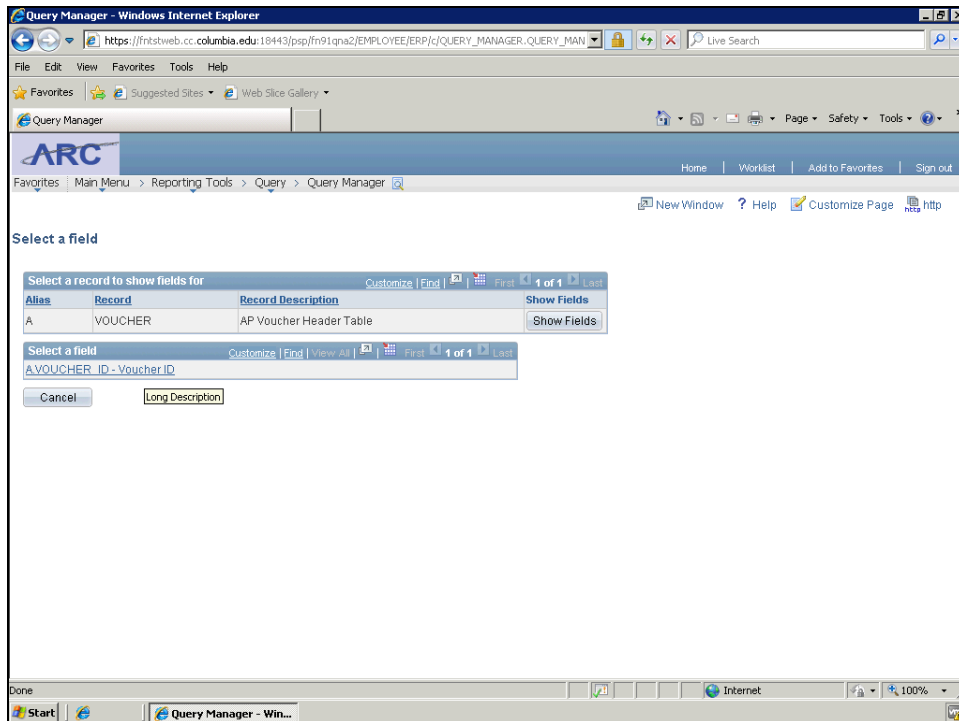 Query Manager - Windows Internet Explorer
https://fntstweb.cc.columbia.edu:18443/psp/fn91qna2/EMPLOYEE/ERP/c/QUERY_MANAGER.QUERY_MAN Live Search
File Edit View Favorites Tools Help
Favorites Suggested Sites Web Slice Gallery
Query Manager Page Safety Tools
ARC
Home | Worklist | Add to Favorites | Sign out
Favorites Main Menu > Reporting Tools > Query > Query Manager
New Window ? Help Customize Page http
Select a field
Select a record to show fields for Customize | Find | | First 1 of 1 Last
Alias Record Record Description Show Fields
A VOUCHER AP Voucher Header Table Show Fields
Select a field Customize | Find | View All | | First 1 of 1 Last
A.VOUCHER_ID - Voucher ID
Cancel Long Description
Done Internet 100%
Start Query Manager - Win...